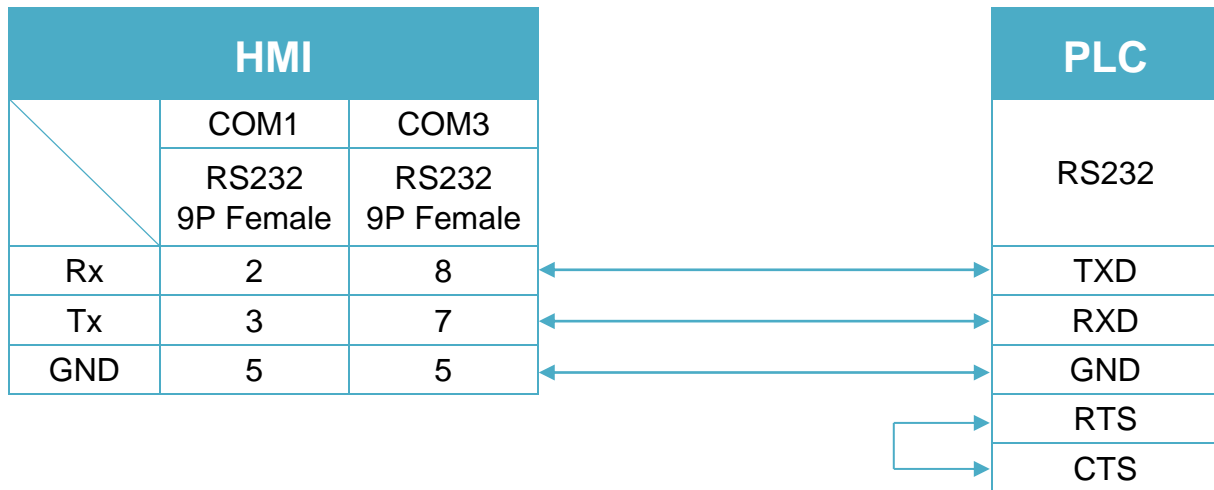 HMI PLC
COM1 COM3
RS232 RS232 RS232
9P Female 9P Female
Rx 2 8 TXD
Tx 3 7 RXD
GND 5 5 GND
RTS
CTS